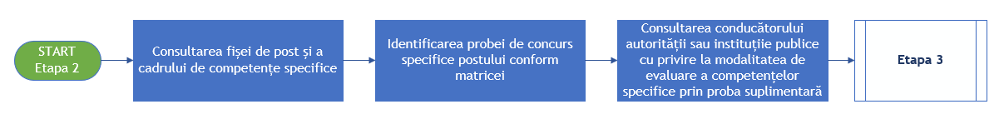 START
Etapa 2
Consultarea fișei de post și a
cadrului de competențe specifice
Identificarea probei de concurs
specifice postului conform
matricei
Consultarea conducătorului
autorității sau instituțiie publice
cu privire la modalitatea de
evaluare a competențelor
specifice prin proba suplimentară
Etapa 3